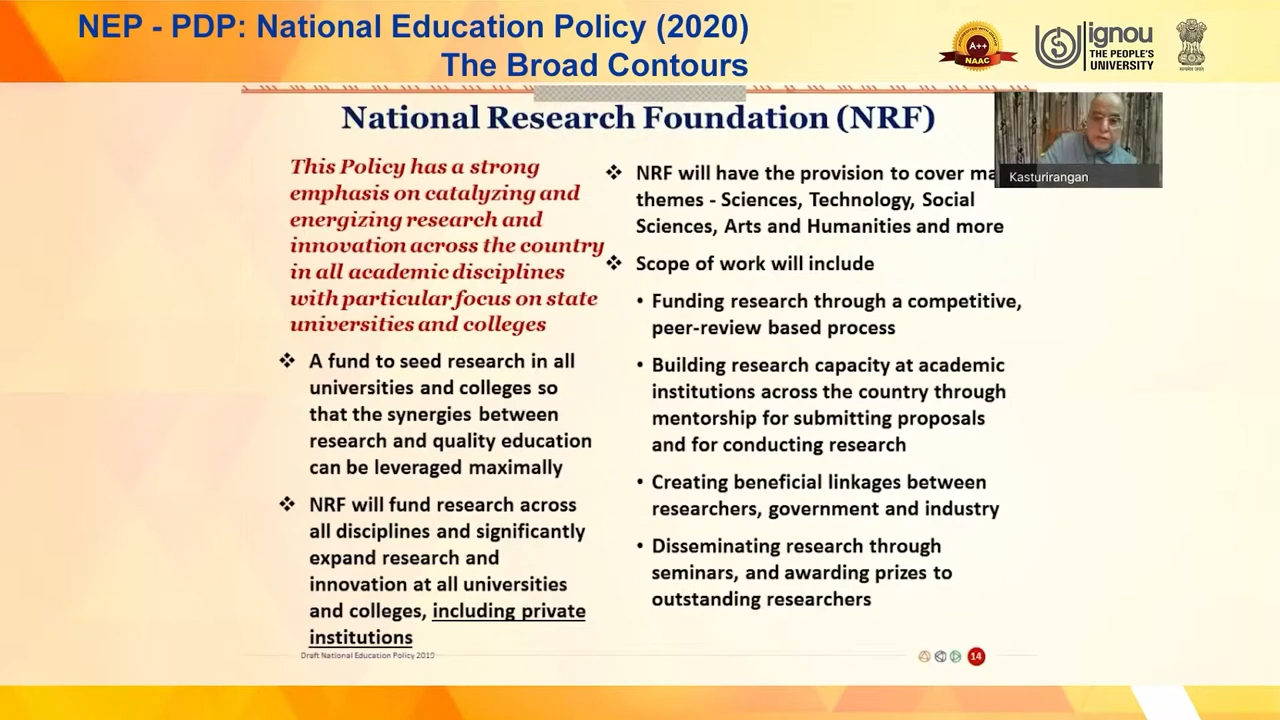 NEP - PDP: National Education Policy (2020)
The Broad Contours
A++
NAAC
ignou
THE PEOPLE'S
UNIVERSITY
National Research Foundation (NRF)
Kasturirangan
This Policy has a strong
emphasis on catalyzing and
energizing research and
innovation across the country
in all academic disciplines
with particular focus on state
universities and colleges
❖ A fund to seed research in all
universities and colleges so
that the synergies between
research and quality education
can be leveraged maximally
❖ NRF will fund research across
all disciplines and significantly
expand research and
innovation at all universities
and colleges, including private
institutions
❖ NRF will have the provision to cover
themes - Sciences, Technology, Social
Sciences, Arts and Humanities and more
❖ Scope of work will include
• Funding research through a competitive,
peer-review based process
• Building research capacity at academic
institutions across the country through
mentorship for submitting proposals
and for conducting research
• Creating beneficial linkages between
researchers, government and industry
• Disseminating research through
seminars, and awarding prizes to
outstanding researchers
Draft National Education Policy 2019
14